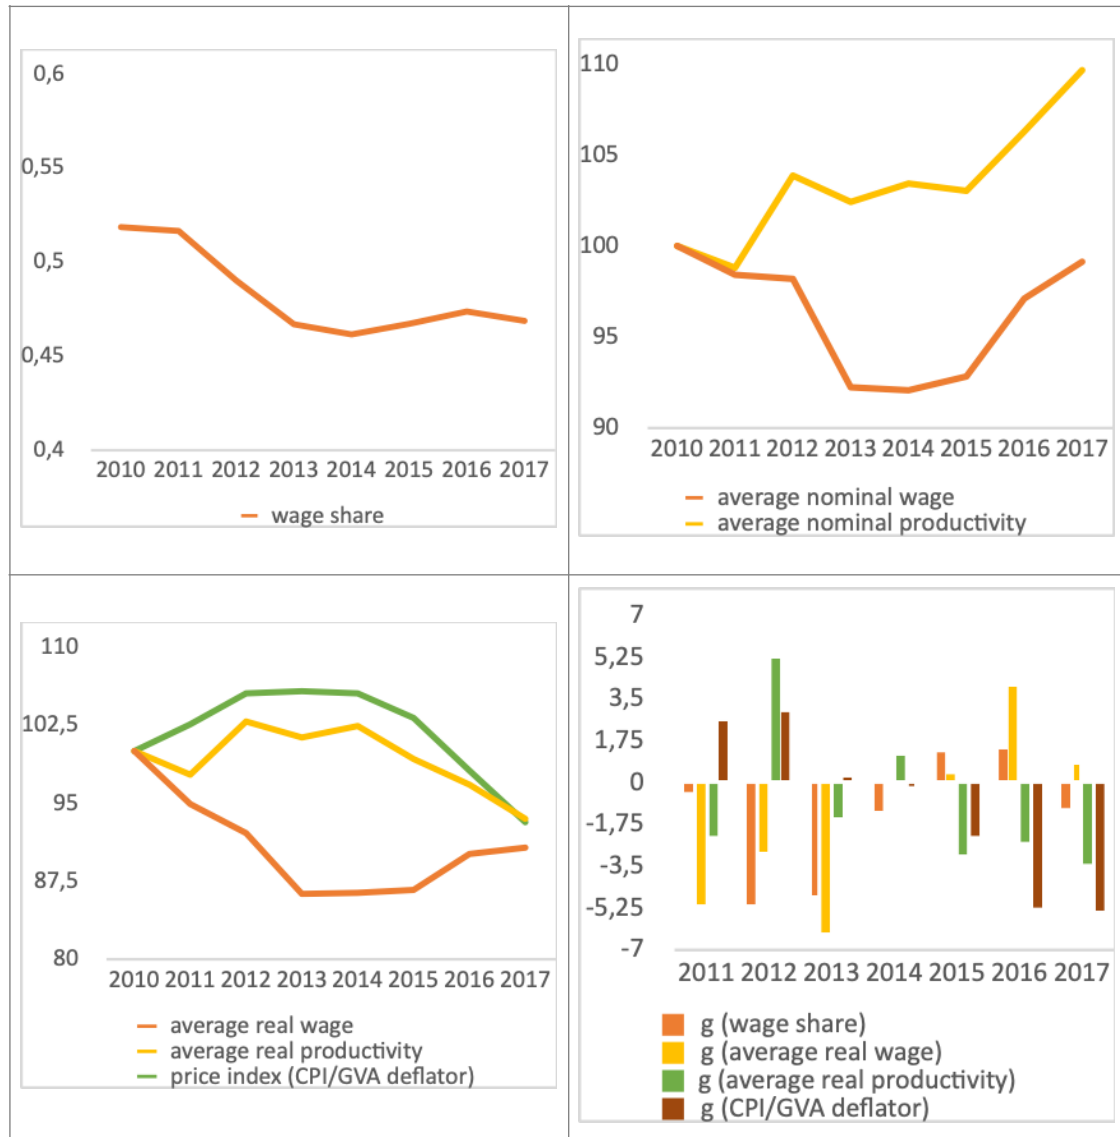 0,6
0,55
0,5
0,45
0,4
2010 2011 2012 2013 2014 2015 2016 2017
wage share
110
105
100
95
90
2010 2011 2012 2013 2014 2015 2016 2017
average nominal wage
average nominal productivity
110
102,5
95
87,5
80
2010 2011 2012 2013 2014 2015 2016 2017
average real wage
average real productivity
price index (CPI/GVA deflator)
7
5,25
3,5
1,75
0
-1,75
-3,5
-5,25
-7
2011 2012 2013 2014 2015 2016 2017
g (wage share)
g (average real wage)
g (average real productivity)
g (CPI/GVA deflator)